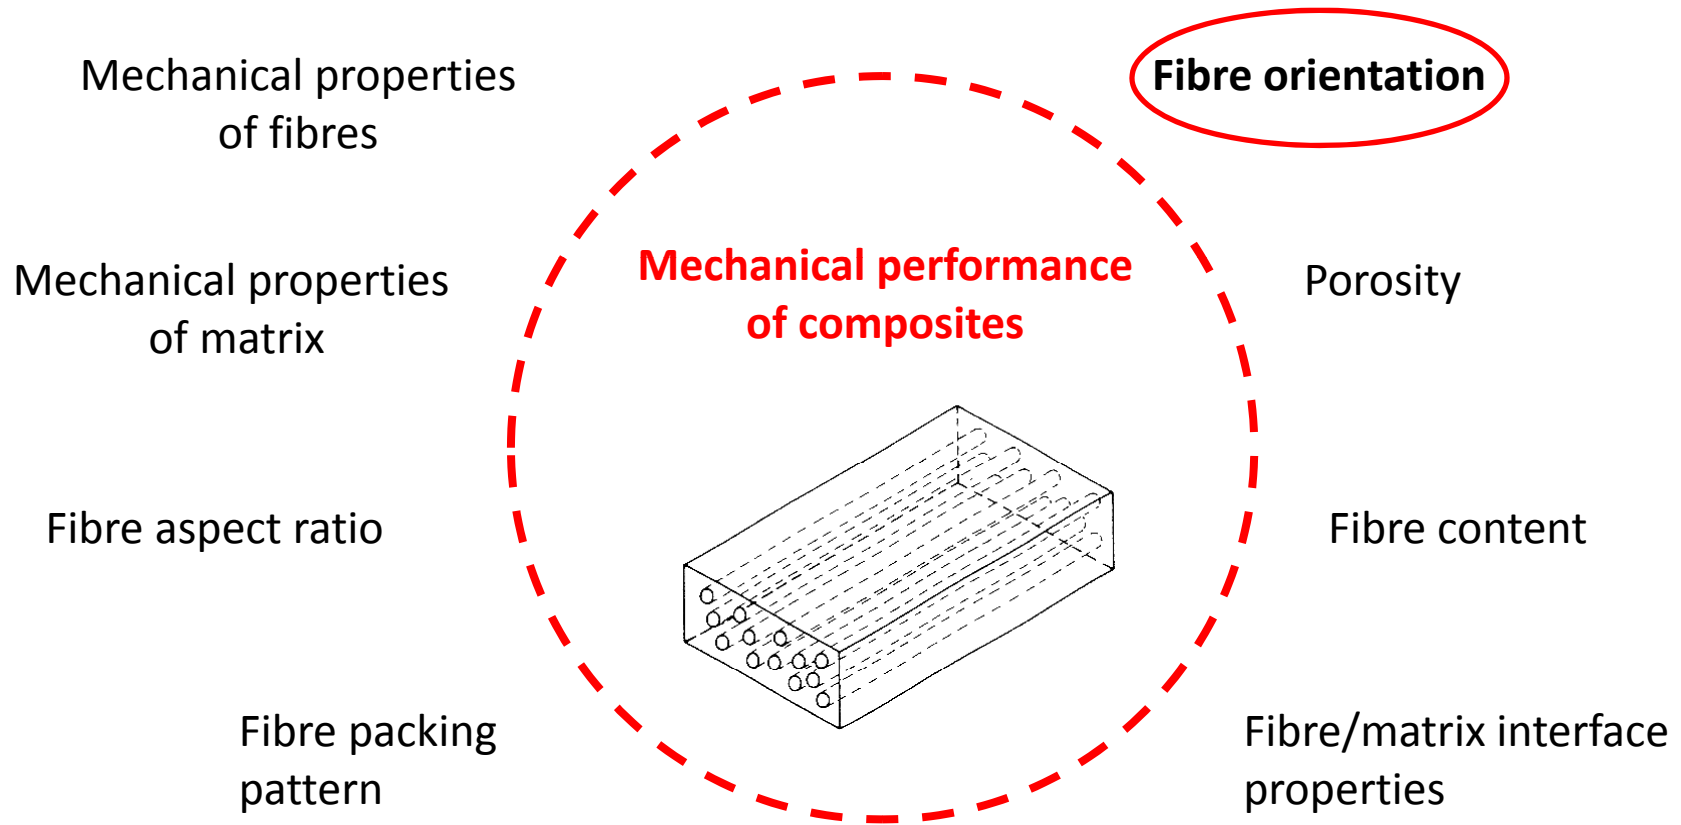 Mechanical properties
of fibres
Fibre orientation
Mechanical properties
of matrix
Mechanical performance
of composites
Porosity
Fibre aspect ratio
Fibre content
Fibre packing
pattern
Fibre/matrix interface
properties